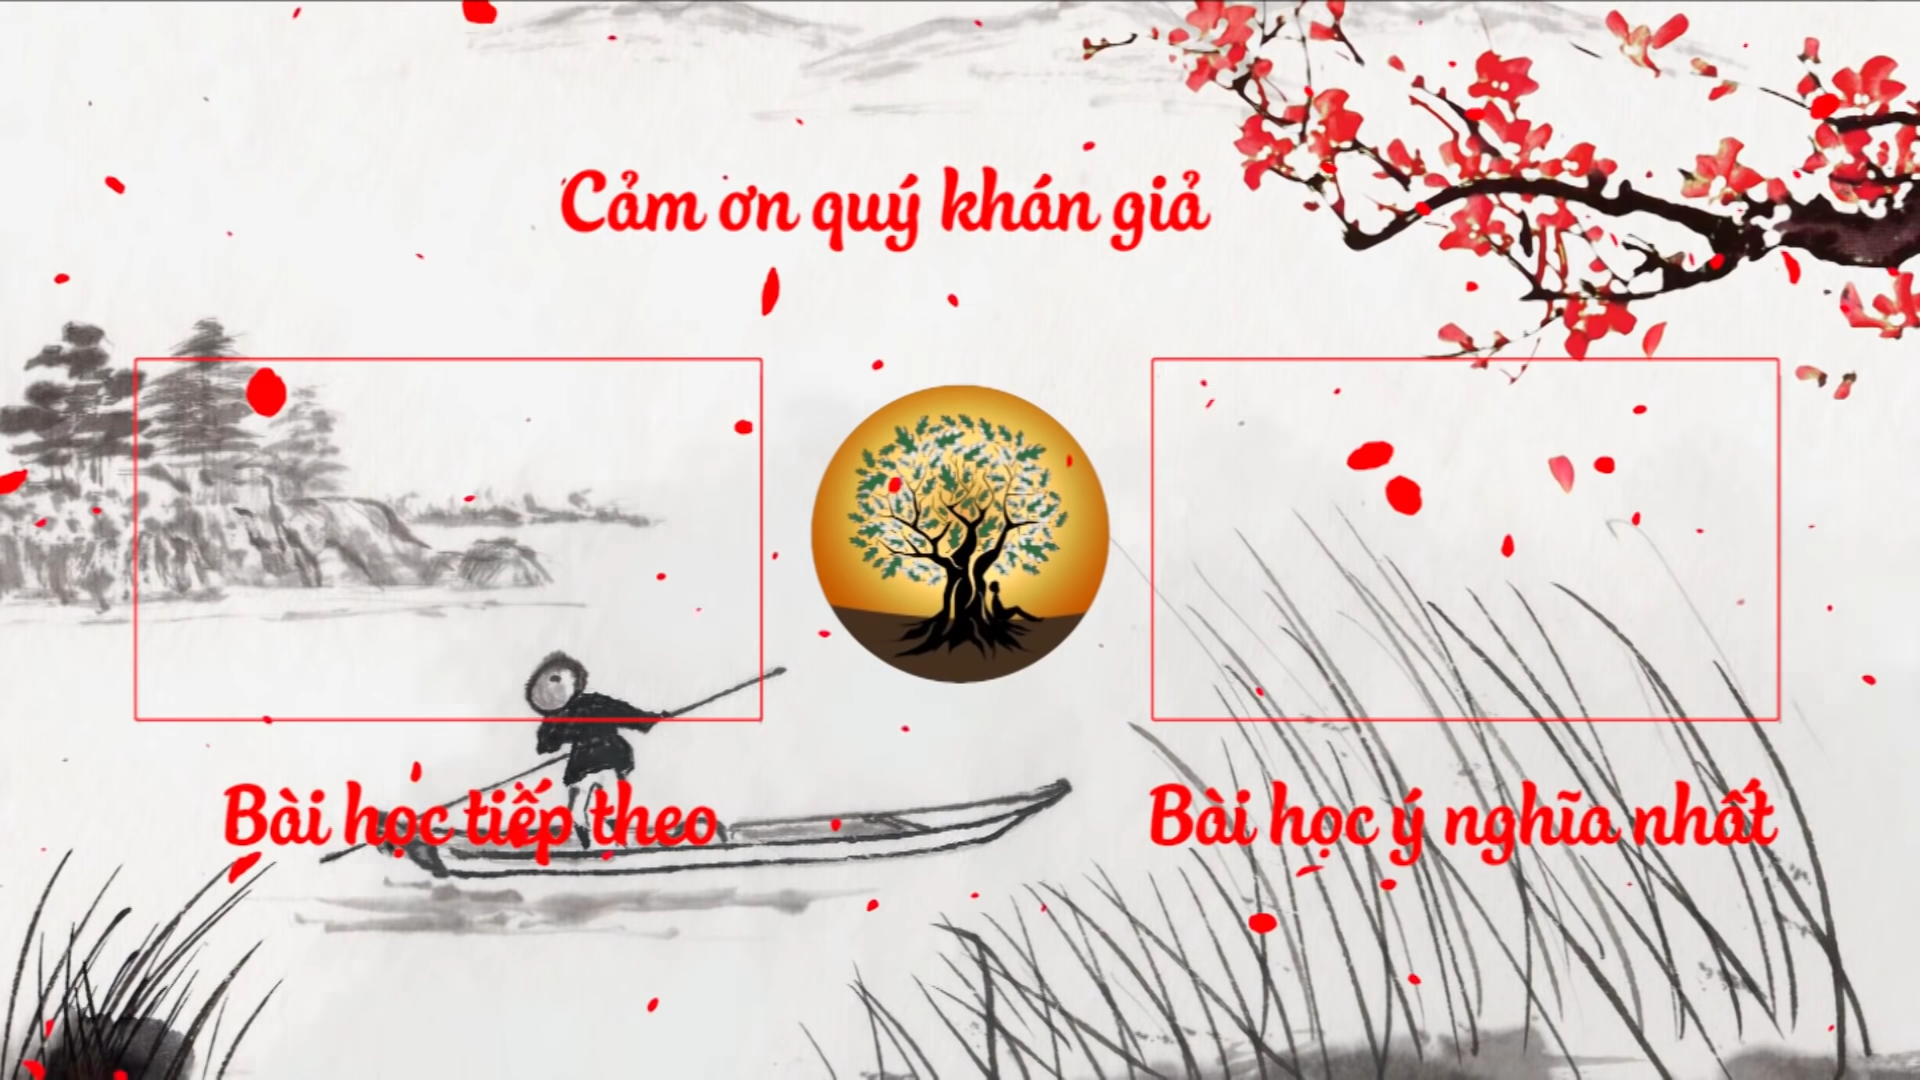 Cảm ơn quý khán giả
Bài học tiếp theo
Bài học ý nghĩa nhất